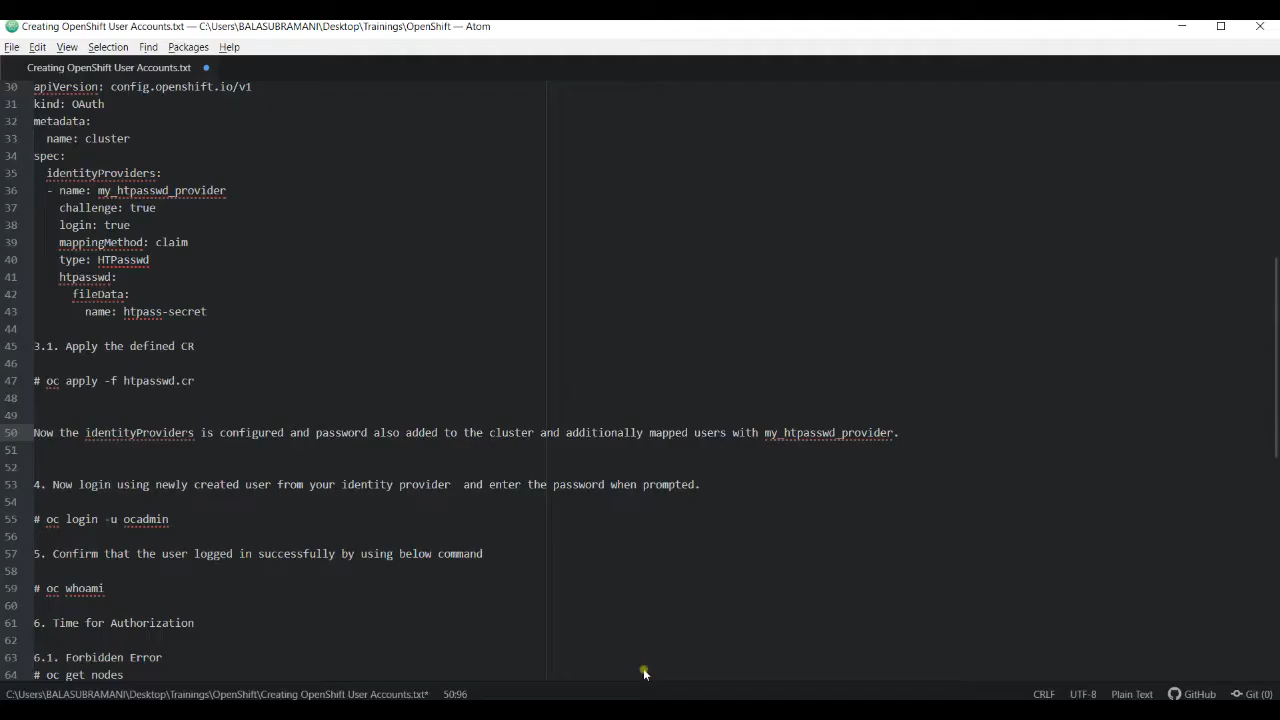 Creating OpenShift User Accounts.txt — C:\Users\BALASUBRAMANI\Desktop\Trainings\OpenShift — Atom
File Edit View Selection Find Packages Help
Creating OpenShift User Accounts.txt
30 apiVersion: config.openshift.io/v1
31 kind: OAuth
32 metadata:
33   name: cluster
34 spec:
35   identityProviders:
36   - name: my_htpasswd_provider
37     challenge: true
38     login: true
39     mappingMethod: claim
40     type: HTPasswd
41     htpasswd:
42       fileData:
43         name: htpass-secret
44
45 3.1. Apply the defined CR
46
47 # oc apply -f htpasswd.cr
48
49
50 Now the identityProviders is configured and password also added to the cluster and additionally mapped users with my_htpasswd_provider.
51
52
53 4. Now login using newly created user from your identity provider  and enter the password when prompted.
54
55 # oc login -u ocadmin
56
57 5. Confirm that the user logged in successfully by using below command
58
59 # oc whoami
60
61 6. Time for Authorization
62
63 6.1. Forbidden Error
64 # oc get nodes
C:\Users\BALASUBRAMANI\Desktop\Trainings\OpenShift\Creating OpenShift User Accounts.txt* 50:96 CRLF UTF-8 Plain Text GitHub Git (0)